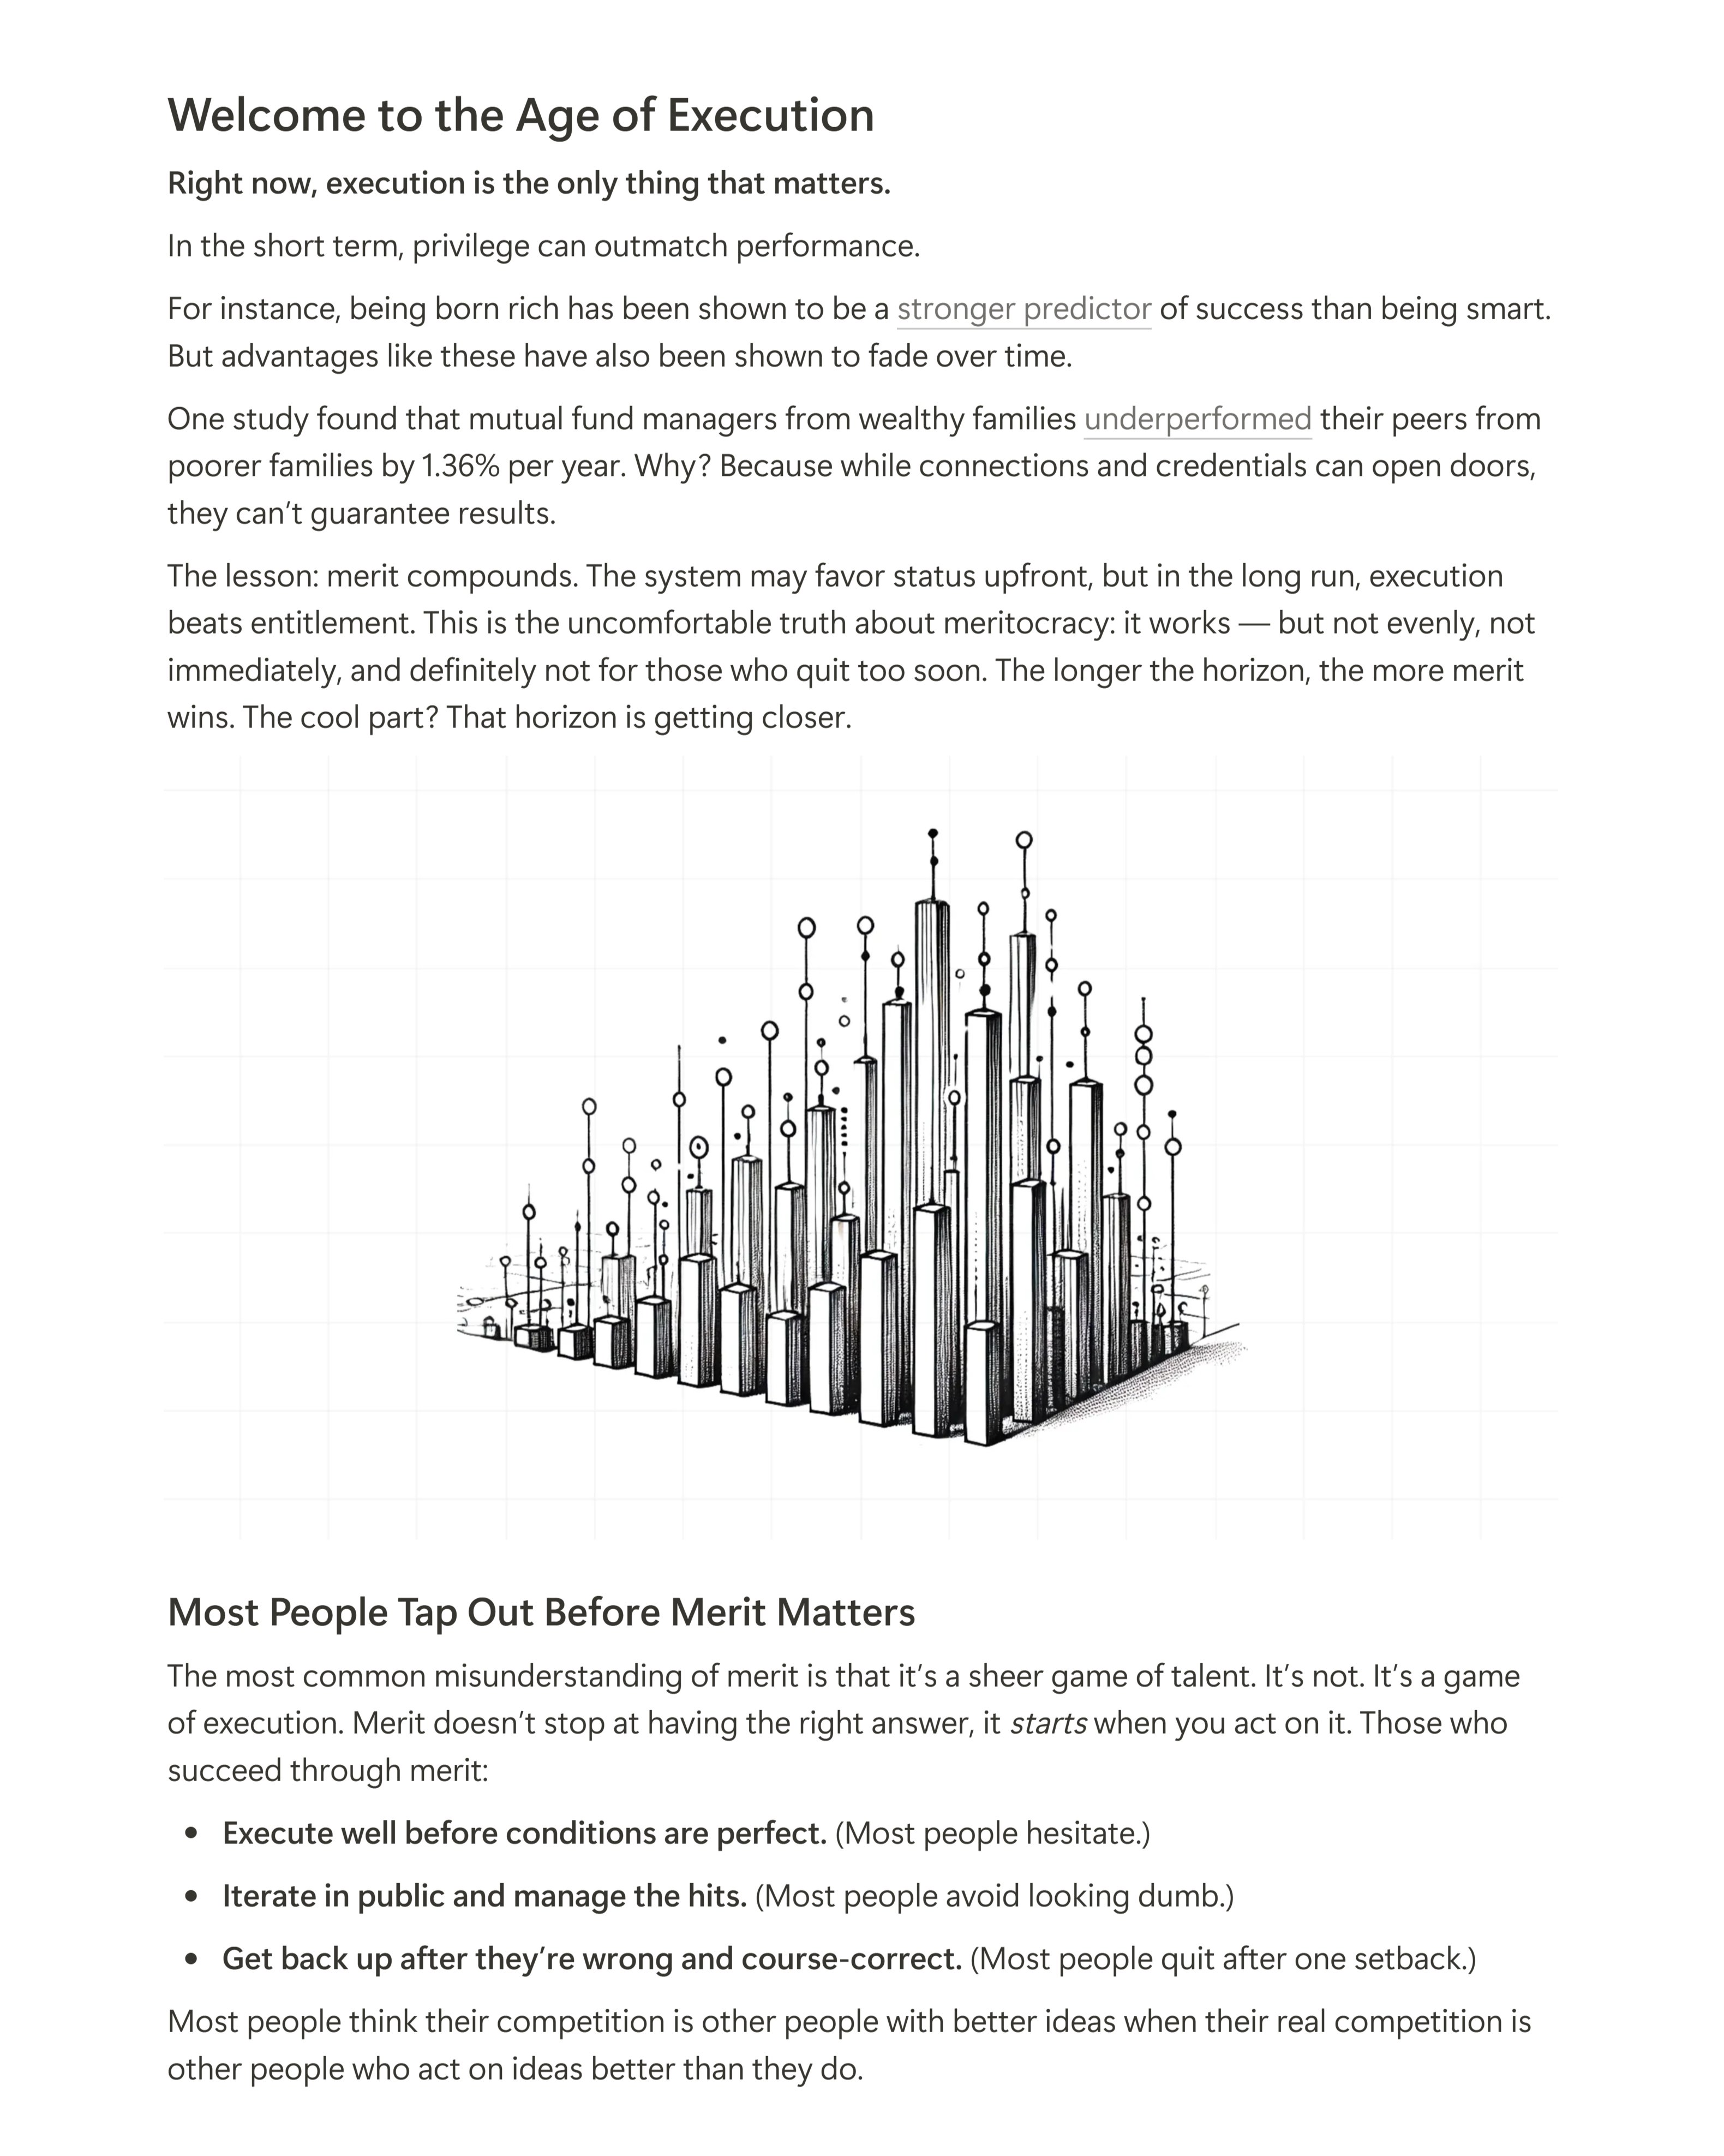 Welcome to the Age of Execution
Right now, execution is the only thing that matters.
In the short term, privilege can outmatch performance.
For instance, being born rich has been shown to be a stronger predictor of success than being smart.
But advantages like these have also been shown to fade over time.
One study found that mutual fund managers from wealthy families underperformed their peers from
poorer families by 1.36% per year. Why? Because while connections and credentials can open doors,
they can’t guarantee results.
The lesson: merit compounds. The system may favor status upfront, but in the long run, execution
beats entitlement. This is the uncomfortable truth about meritocracy: it works — but not evenly, not
immediately, and definitely not for those who quit too soon. The longer the horizon, the more merit
wins. The cool part? That horizon is getting closer.
Most People Tap Out Before Merit Matters
The most common misunderstanding of merit is that it’s a sheer game of talent. It’s not. It’s a game
of execution. Merit doesn’t stop at having the right answer, it starts when you act on it. Those who
succeed through merit:
• Execute well before conditions are perfect. (Most people hesitate.)
• Iterate in public and manage the hits. (Most people avoid looking dumb.)
• Get back up after they’re wrong and course-correct. (Most people quit after one setback.)
Most people think their competition is other people with better ideas when their real competition is
other people who act on ideas better than they do.